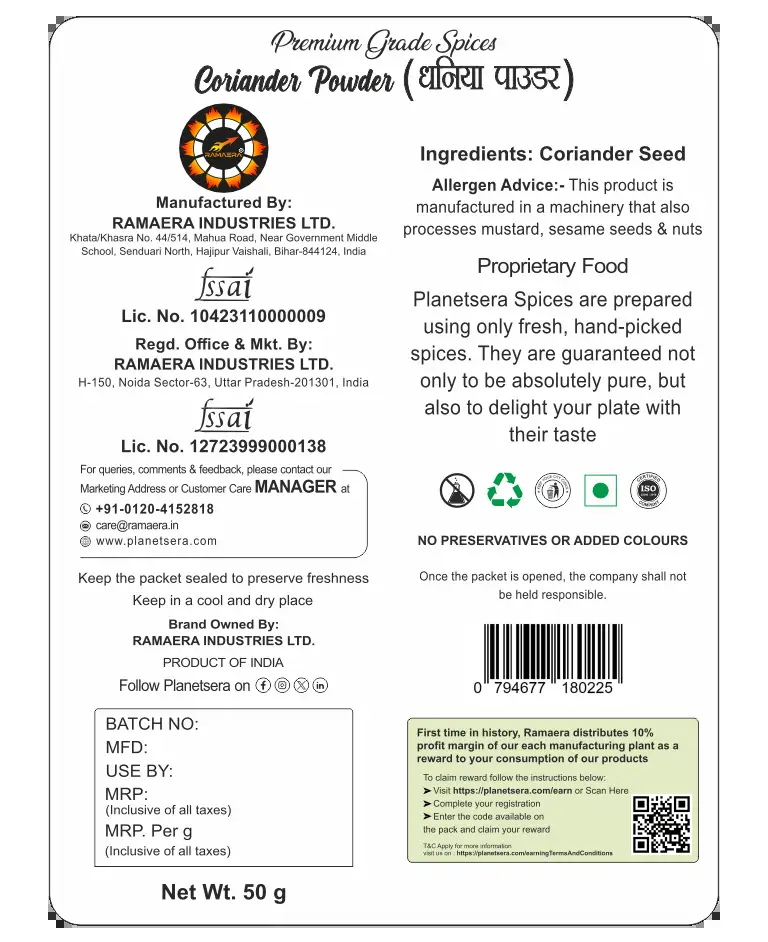 Premium Grade Spices
Coriander Powder (धनिया पाउडर)
RAMAERA
Manufactured By:
RAMAERA INDUSTRIES LTD.
Khata/Khasra No. 44/514, Mahua Road, Near Government Middle
School, Senduari North, Hajipur Vaishali, Bihar-844124, India
fssai
Lic. No. 10423110000009
Regd. Office & Mkt. By:
RAMAERA INDUSTRIES LTD.
H-150, Noida Sector-63, Uttar Pradesh-201301, India
fssai
Lic. No. 12723999000138
For queries, comments & feedback, please contact our
Marketing Address or Customer Care MANAGER at
+91-0120-4152818
care@ramaera.in
www.planetsera.com
Keep the packet sealed to preserve freshness
Keep in a cool and dry place
Brand Owned By:
RAMAERA INDUSTRIES LTD.
PRODUCT OF INDIA
Follow Planetsera on
BATCH NO:
MFD:
USE BY:
MRP:
(Inclusive of all taxes)
MRP. Per g
(Inclusive of all taxes)
Net Wt. 50 g
Ingredients: Coriander Seed
Allergen Advice:- This product is
manufactured in a machinery that also
processes mustard, sesame seeds & nuts
Proprietary Food
Planetsera Spices are prepared
using only fresh, hand-picked
spices. They are guaranteed not
only to be absolutely pure, but
also to delight your plate with
their taste
CERTIFIED
ISO
COMPANY
NO PRESERVATIVES OR ADDED COLOURS
Once the packet is opened, the company shall not
be held responsible.
0 794677 180225
First time in history, Ramaera distributes 10%
profit margin of our each manufacturing plant as a
reward to your consumption of our products
To claim reward follow the instructions below:
➤ Visit https://planetsera.com/earn or Scan Here
➤ Complete your registration
➤ Enter the code available on
the pack and claim your reward
T&C Apply for more information
visit us on : https://planetsera.com/earningTermsAndConditions